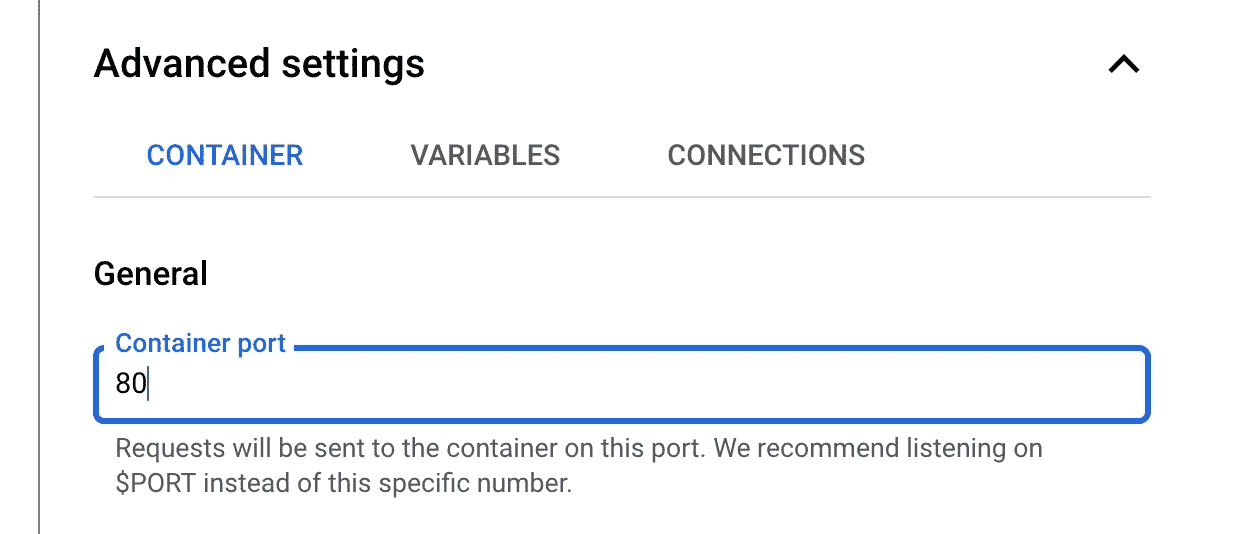 Advanced settings
CONTAINER VARIABLES CONNECTIONS
General
Container port
80
Requests will be sent to the container on this port. We recommend listening on
$PORT instead of this specific number.